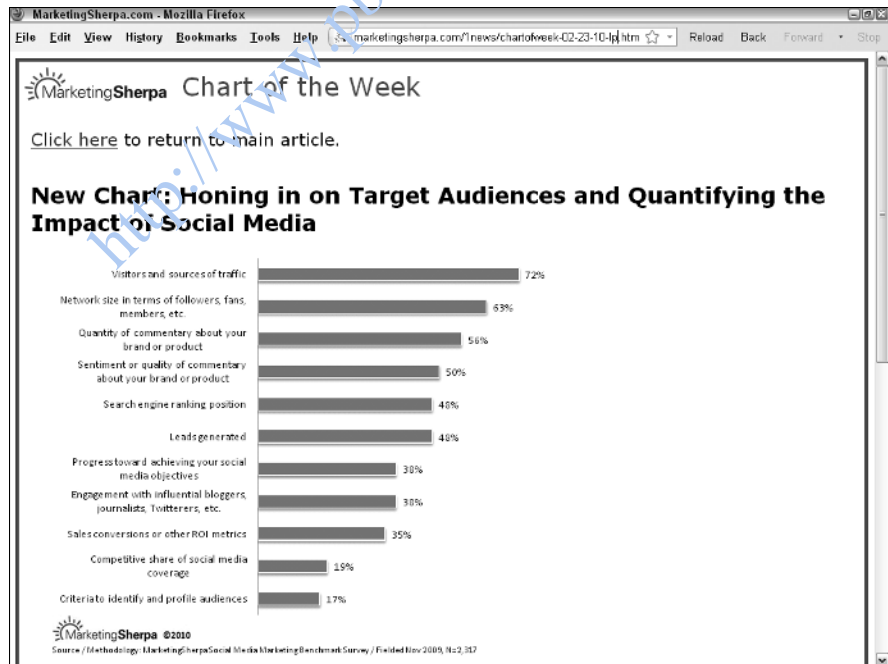 MarketingSherpa.com - Mozilla Firefox
File Edit View History Bookmarks Tools Help marketingsherpa.com/1news/chartofweek-02-23-10-lp.htm Reload Back Forward Stop
MarketingSherpa Chart of the Week
Click here to return to main article.
New Chart: Honing in on Target Audiences and Quantifying the
Impact of Social Media
Visitors and sources of traffic 72%
Network size in terms of followers, fans,
members, etc. 63%
Quantity of commentary about your
brand or product 56%
Sentiment or quality of commentary
about your brand or product 50%
Search engine ranking position 48%
Leads generated 48%
Progress toward achieving your social
media objectives 38%
Engagement with influential bloggers,
journalists, Twitterers, etc. 38%
Sales conversions or other ROI metrics 35%
Competitive share of social media
coverage 19%
Criteria to identify and profile audiences 17%
MarketingSherpa ©2010
Source / Methodology: MarketingSherpa Social Media Marketing Benchmark Survey / Fielded Nov 2009, N=2,317
http://www.